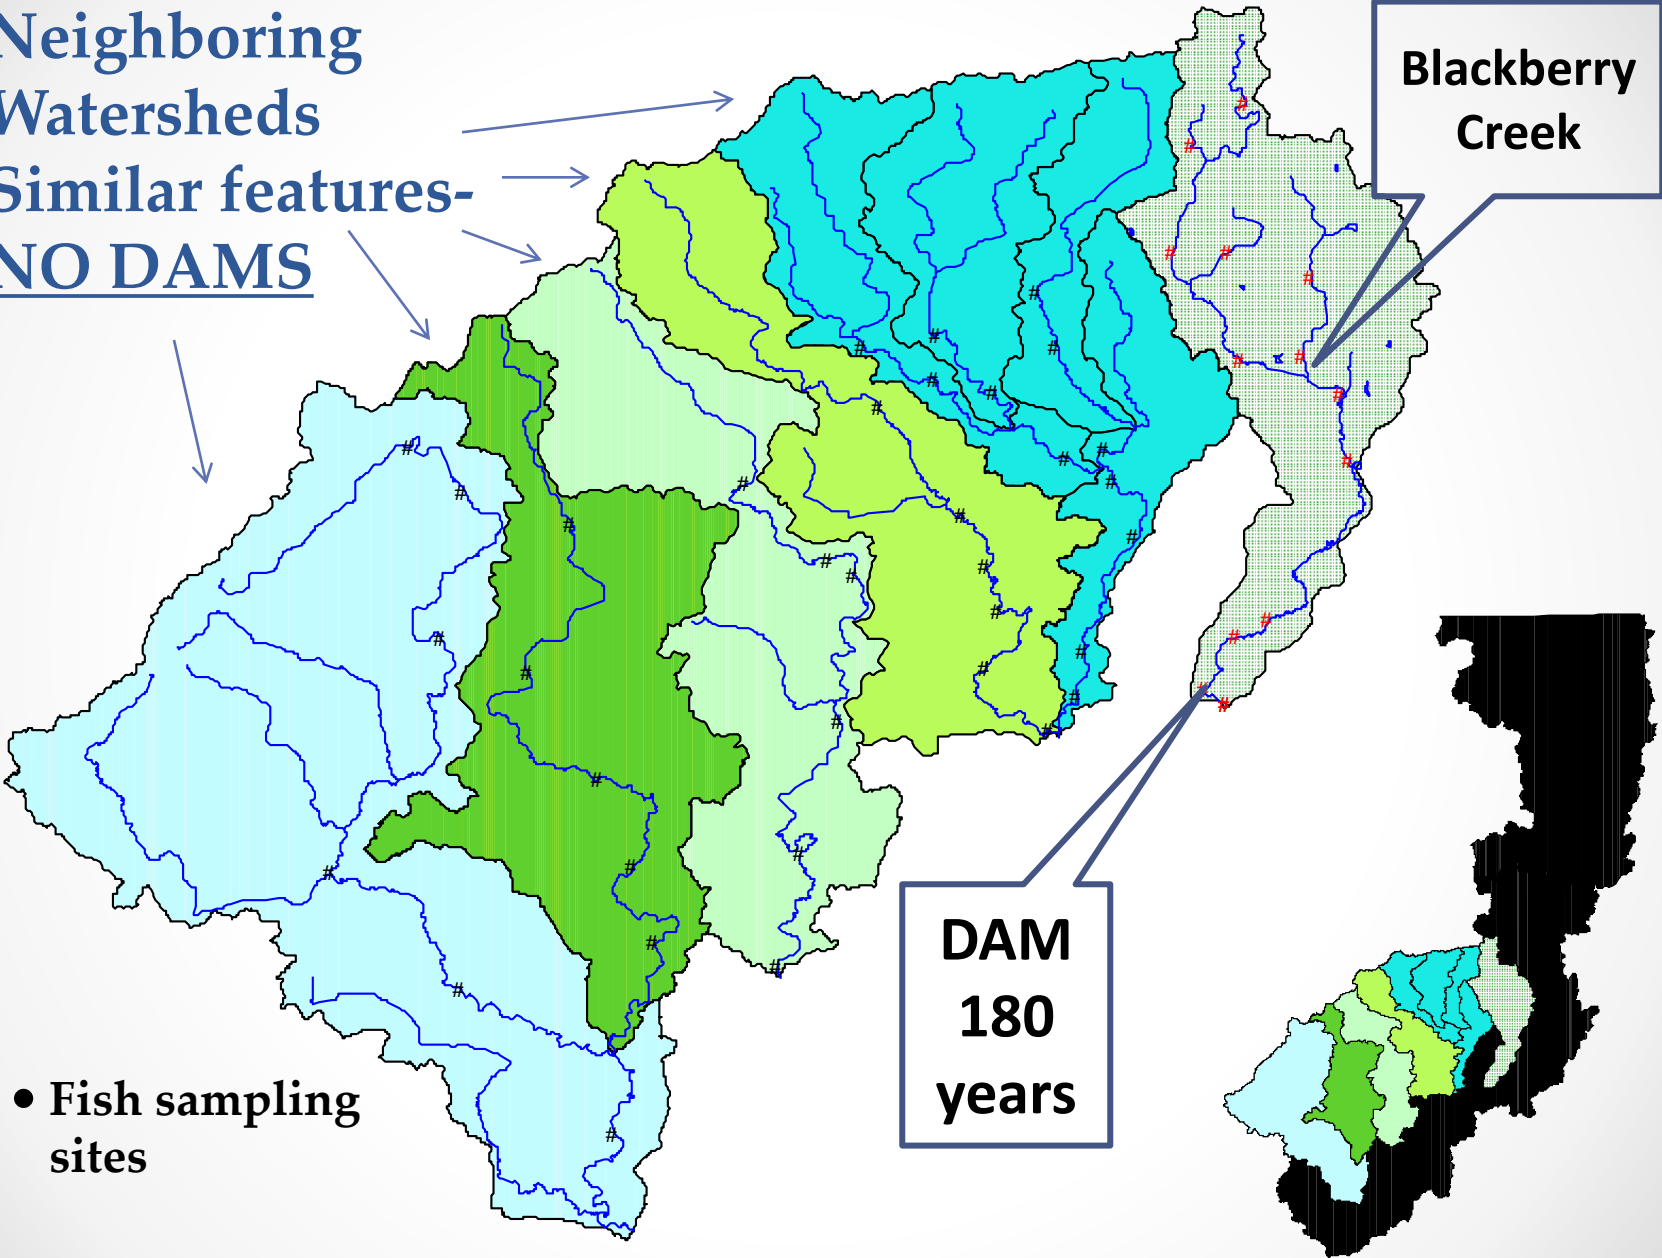 Neighboring
Watersheds
Similar features-
NO DAMS
Blackberry
Creek
DAM
180
years
• Fish sampling
sites